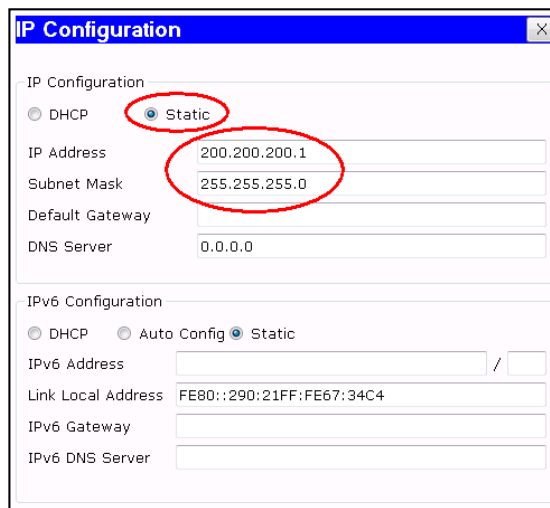 IP Configuration
IP Configuration
DHCP Static
IP Address 200.200.200.1
Subnet Mask 255.255.255.0
Default Gateway
DNS Server 0.0.0.0
IPv6 Configuration
DHCP Auto Config Static
IPv6 Address /
Link Local Address FE80::290:21FF:FE67:34C4
IPv6 Gateway
IPv6 DNS Server